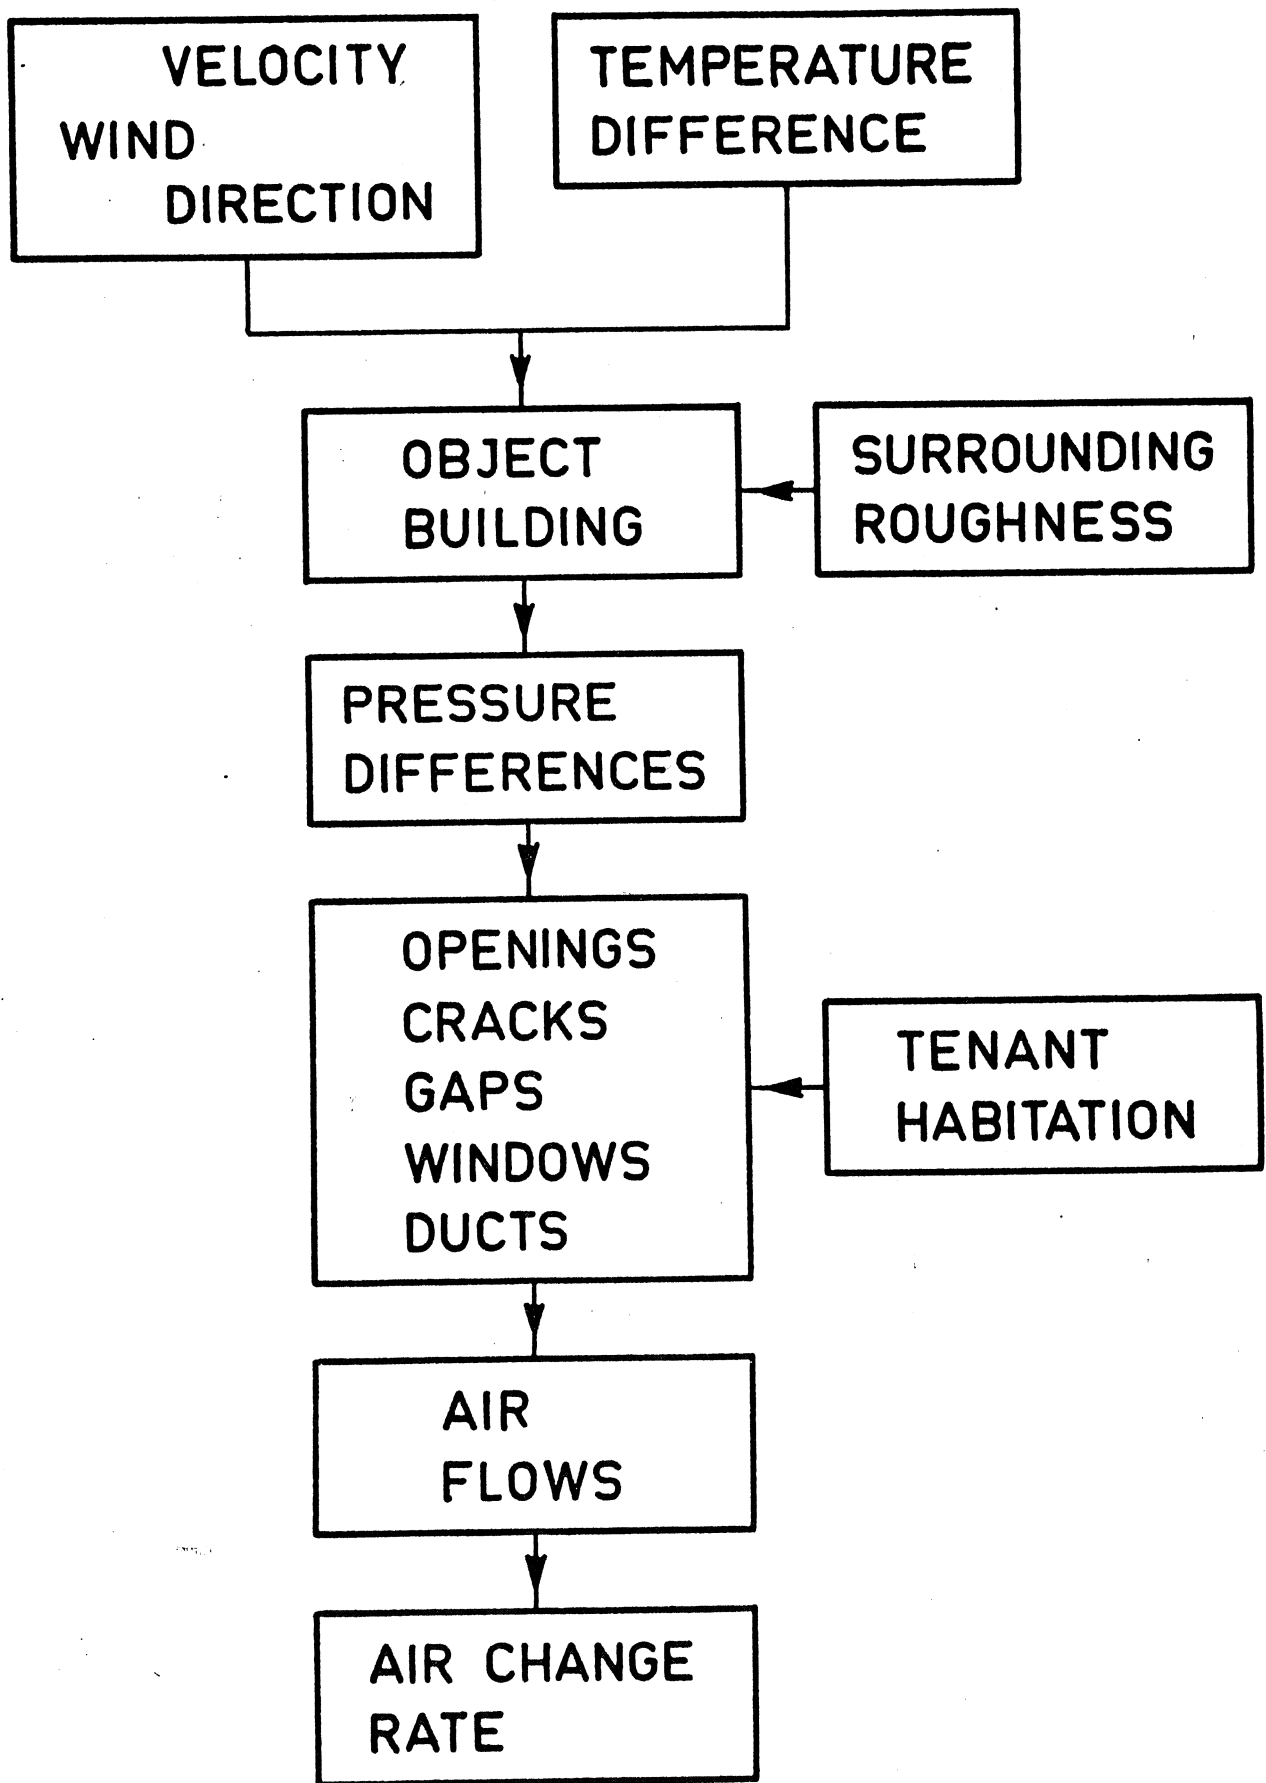 VELOCITY
WIND
DIRECTION
TEMPERATURE
DIFFERENCE
OBJECT
BUILDING
SURROUNDING
ROUGHNESS
PRESSURE
DIFFERENCES
OPENINGS
CRACKS
GAPS
WINDOWS
DUCTS
TENANT
HABITATION
AIR
FLOWS
AIR CHANGE
RATE